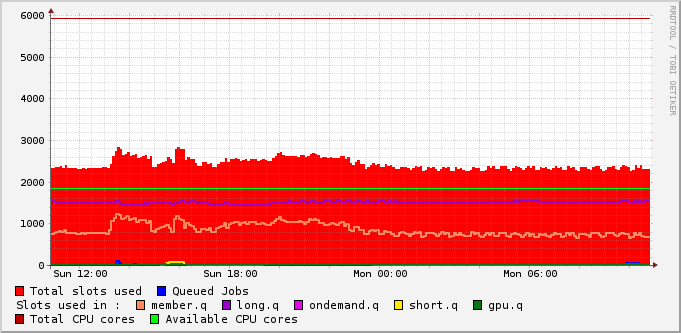 RRDTOOL / TOBI OETIKER
6000
5000
4000
3000
2000
1000
0
Sun 12:00 Sun 18:00 Mon 00:00 Mon 06:00
Total slots used Queued Jobs
Slots used in : member.q long.q ondemand.q short.q gpu.q
Total CPU cores Available CPU cores